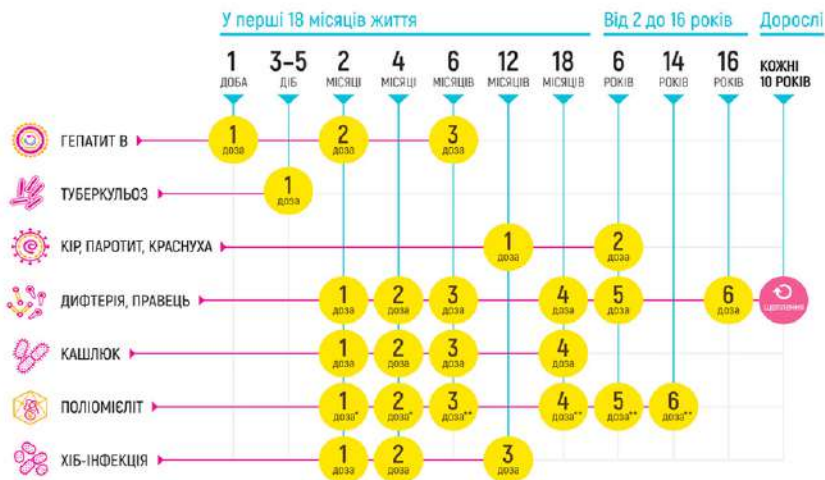 У перші 18 місяців життя
Від 2 до 16 років
Дорослі
1 3–5 2 4 6 12 18 6 14 16 КОЖНІ
ДОБА ДІБ МІСЯЦІ МІСЯЦІ МІСЯЦІВ МІСЯЦІВ МІСЯЦІВ РОКІВ РОКІВ РОКІВ 10 РОКІВ
ГЕПАТИТ В 1 доза 2 доза 3 доза
ТУБЕРКУЛЬОЗ 1 доза
КІР, ПАРОТИТ, КРАСНУХА 1 доза 2 доза
ДИФТЕРІЯ, ПРАВЕЦЬ 1 доза 2 доза 3 доза 4 доза 5 доза 6 доза щеплення
КАШЛЮК 1 доза 2 доза 3 доза 4 доза
ПОЛІОМІЄЛІТ 1 доза* 2 доза* 3 доза** 4 доза** 5 доза** 6 доза**
ХІБ-ІНФЕКЦІЯ 1 доза 2 доза 3 доза